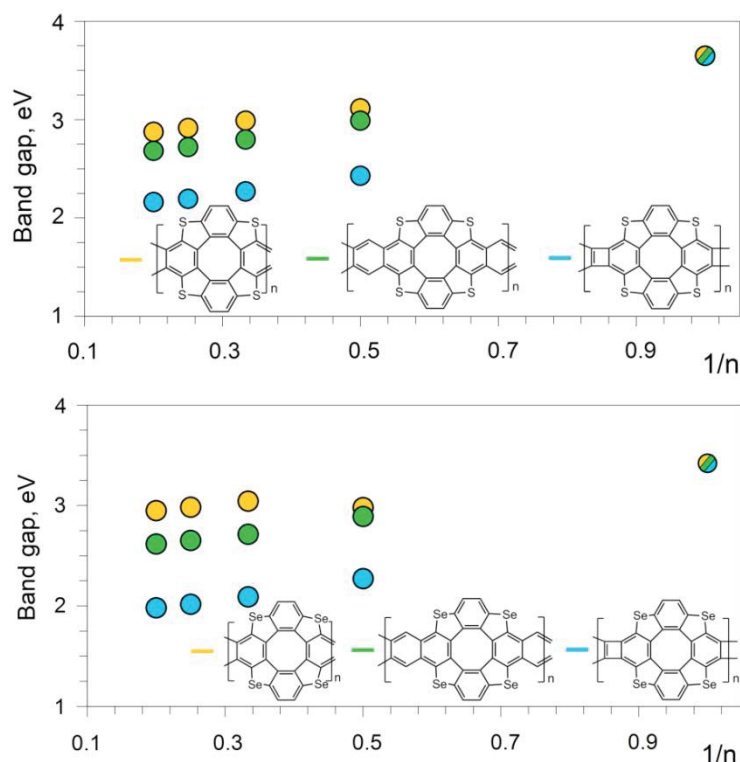 Band gap, eV
4
3
2
1
S S S S S S
S S S S S S
n n n
0.1 0.3 0.5 0.7 0.9 1/n
Band gap, eV
4
3
2
1
Se Se Se Se Se Se
Se Se Se Se Se Se
n n n
0.1 0.3 0.5 0.7 0.9 1/n